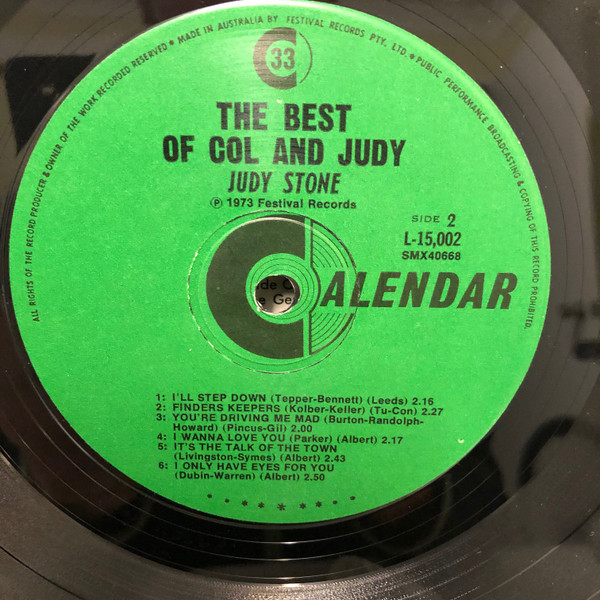 ALL RIGHTS OF THE RECORD PRODUCER & OWNER OF THE WORK RECORDED RESERVED • MADE IN AUSTRALIA BY FESTIVAL RECORDS PTY. LTD. • PUBLIC PERFORMANCE BROADCASTING & COPYING OF THIS RECORD PROHIBITED.
33
THE BEST
OF COL AND JUDY
JUDY STONE
℗ 1973 Festival Records
SIDE 2
L-15,002
SMX40668
CALENDAR
1: I'LL STEP DOWN (Tepper-Bennett) (Leeds) 2.16
2: FINDERS KEEPERS (Kolber-Keller) (Tu-Con) 2.27
3: YOU'RE DRIVING ME MAD (Burton-Randolph-
Howard) (Pincus-Gil) 2.00
4: I WANNA LOVE YOU (Parker) (Albert) 2.17
5: IT'S THE TALK OF THE TOWN
(Livingston-Symes) (Albert) 2.43
6: I ONLY HAVE EYES FOR YOU
(Dubin-Warren) (Albert) 2.50